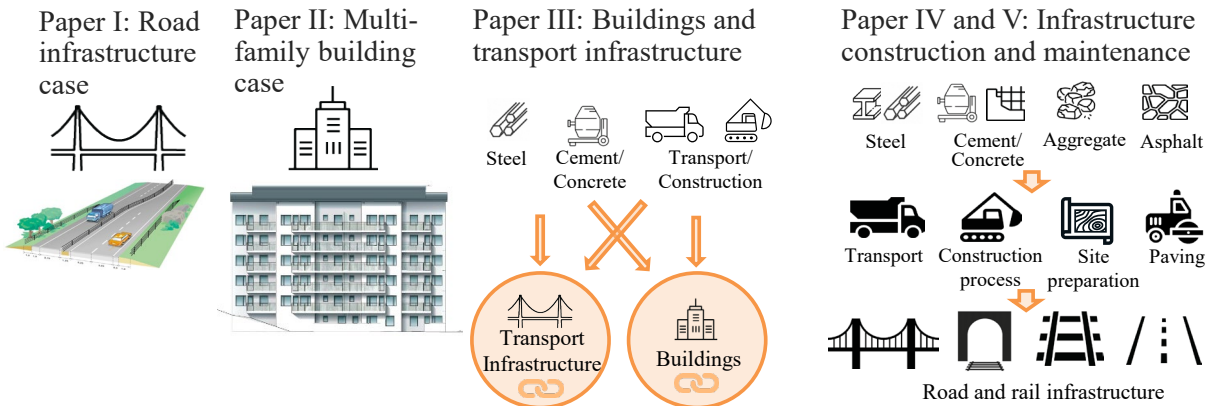 Paper I: Road
infrastructure
case
Paper II: Multi-
family building
case
Paper III: Buildings and
transport infrastructure
Steel
Cement/
Concrete
Transport/
Construction
Transport
Infrastructure
Buildings
Paper IV and V: Infrastructure
construction and maintenance
Steel
Cement/
Concrete
Aggregate
Asphalt
Transport
Construction
process
Site
preparation
Paving
Road and rail infrastructure